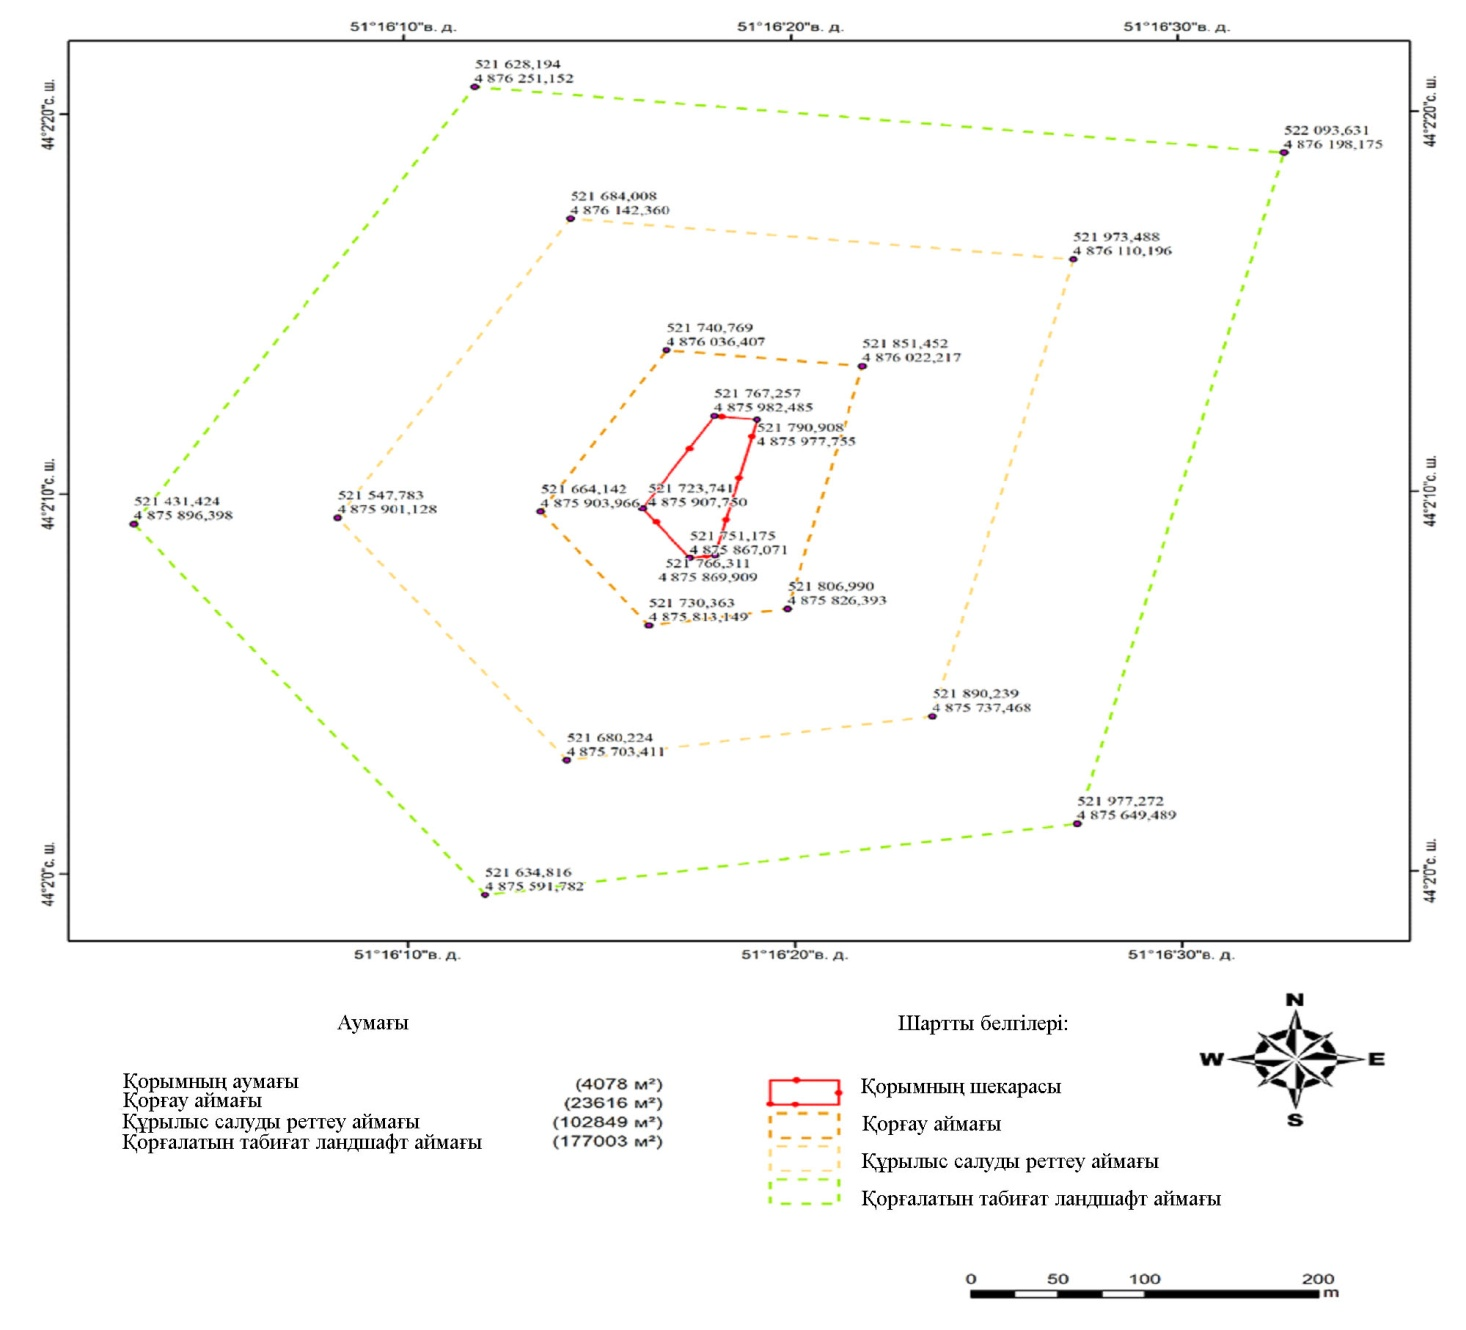 51°16'10"в. д.
51°16'20"в. д.
51°16'30"в. д.
44°2'20"с. ш.
44°2'20"с. ш.
521 628,194
4 876 251,152
522 093,631
4 876 198,175
521 684,008
4 876 142,360
521 973,488
4 876 110,196
521 740,769
4 876 036,407
521 851,452
4 876 022,217
521 767,257
4 875 982,485
521 790,908
4 875 977,755
44°2'10"с. ш.
44°2'10"с. ш.
521 431,424
4 875 896,398
521 547,783
4 875 901,128
521 664,142
4 875 903,966
521 723,741
4 875 907,750
521 751,175
4 875 867,071
521 766,311
4 875 869,909
521 806,990
4 875 826,393
521 730,363
4 875 813,149
521 890,239
4 875 737,468
521 680,224
4 875 703,411
521 977,272
4 875 649,489
521 634,816
4 875 591,782
44°2'0"с. ш.
44°2'0"с. ш.
51°16'10"в. д.
51°16'20"в. д.
51°16'30"в. д.
Аумағы
Қорымның аумағы (4078 м²)
Қорғау аймағы (23616 м²)
Құрылыс салуды реттеу аймағы (102849 м²)
Қорғалатын табиғат ландшафт аймағы (177003 м²)
Шартты белгілері:
Қорымның шекарасы
Қорғау аймағы
Құрылыс салуды реттеу аймағы
Қорғалатын табиғат ландшафт аймағы
N
W E
S
0 50 100 200
m